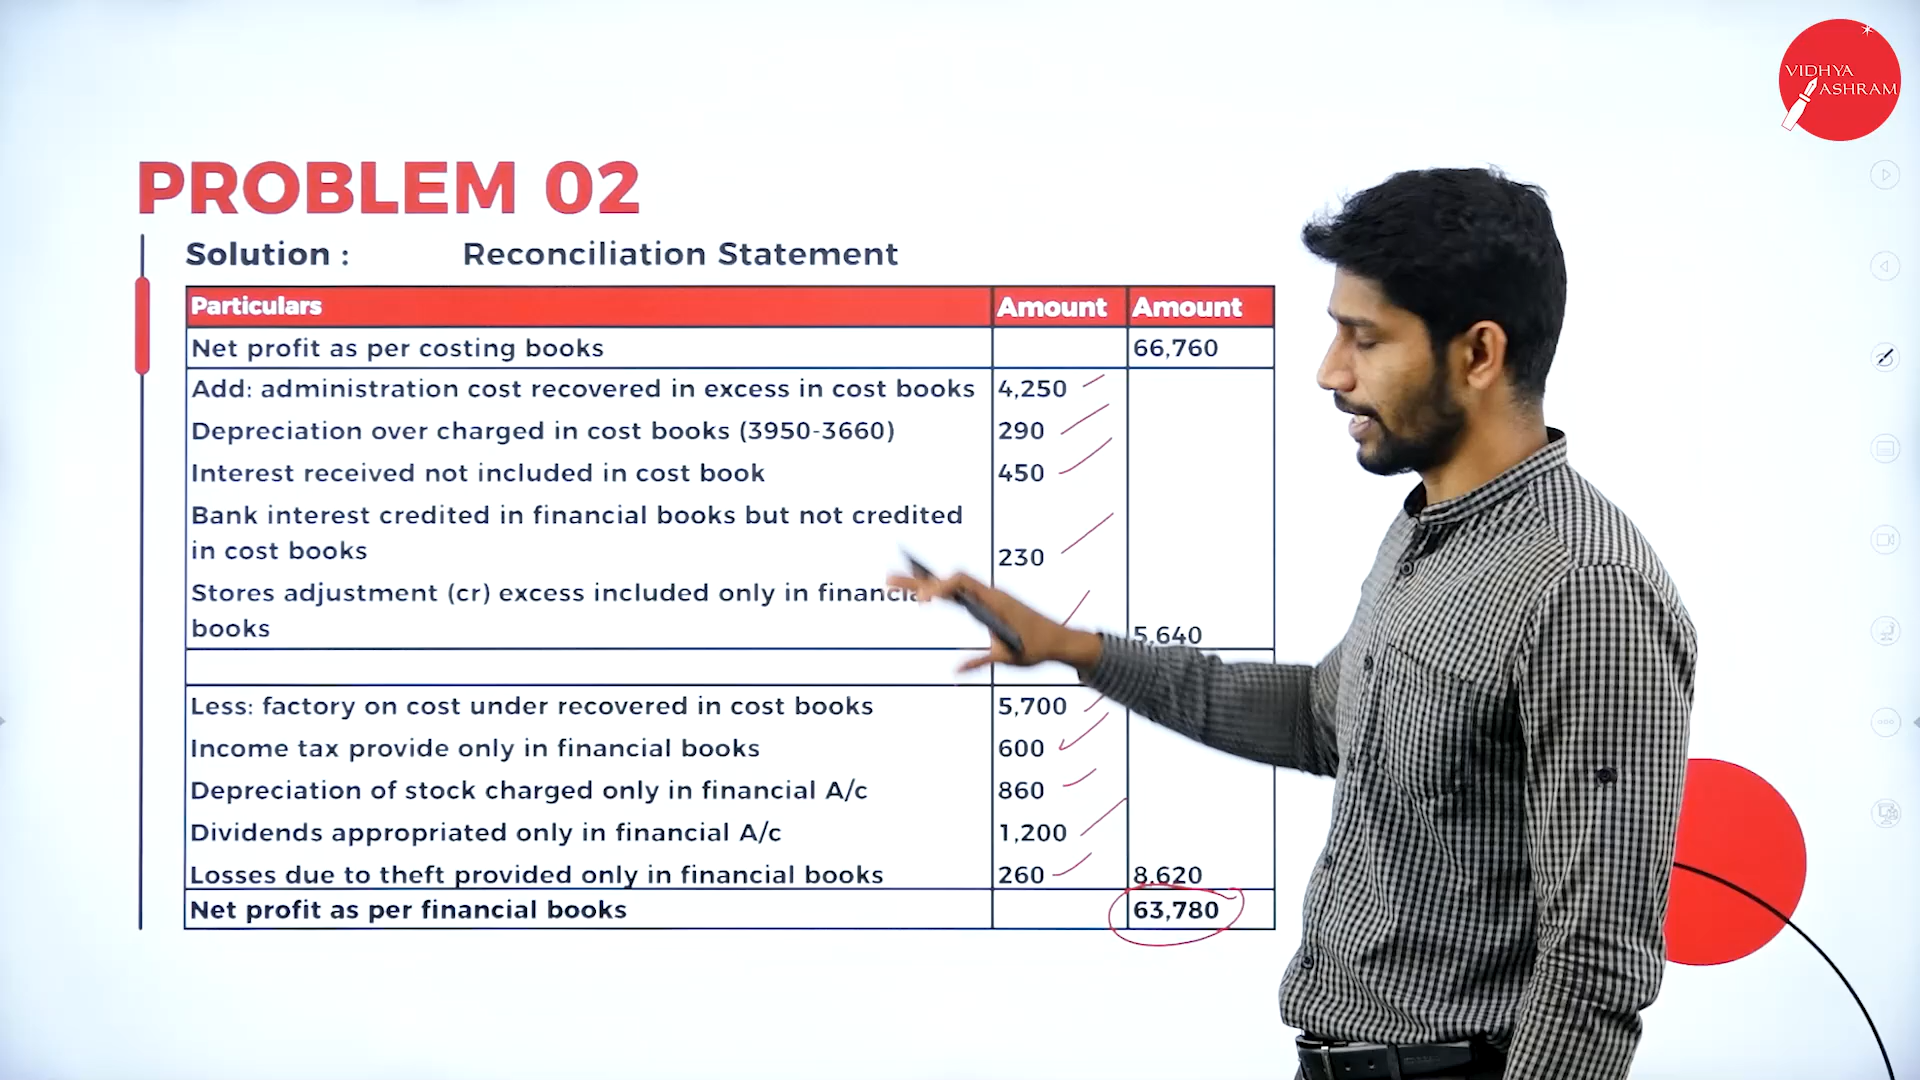 VIDHYA
ASHRAM
PROBLEM 02
Solution : Reconciliation Statement
Particulars Amount Amount
Net profit as per costing books 66,760
Add: administration cost recovered in excess in cost books 4,250
Depreciation over charged in cost books (3950-3660) 290
Interest received not included in cost book 450
Bank interest credited in financial books but not credited
in cost books 230
Stores adjustment (cr) excess included only in
books 5,640
Less: factory on cost under recovered in cost books 5,700
Income tax provide only in financial books 600
Depreciation of stock charged only in financial A/c 860
Dividends appropriated only in financial A/c 1,200
Losses due to theft provided only in financial books 260 8,620
Net profit as per financial books 63,780